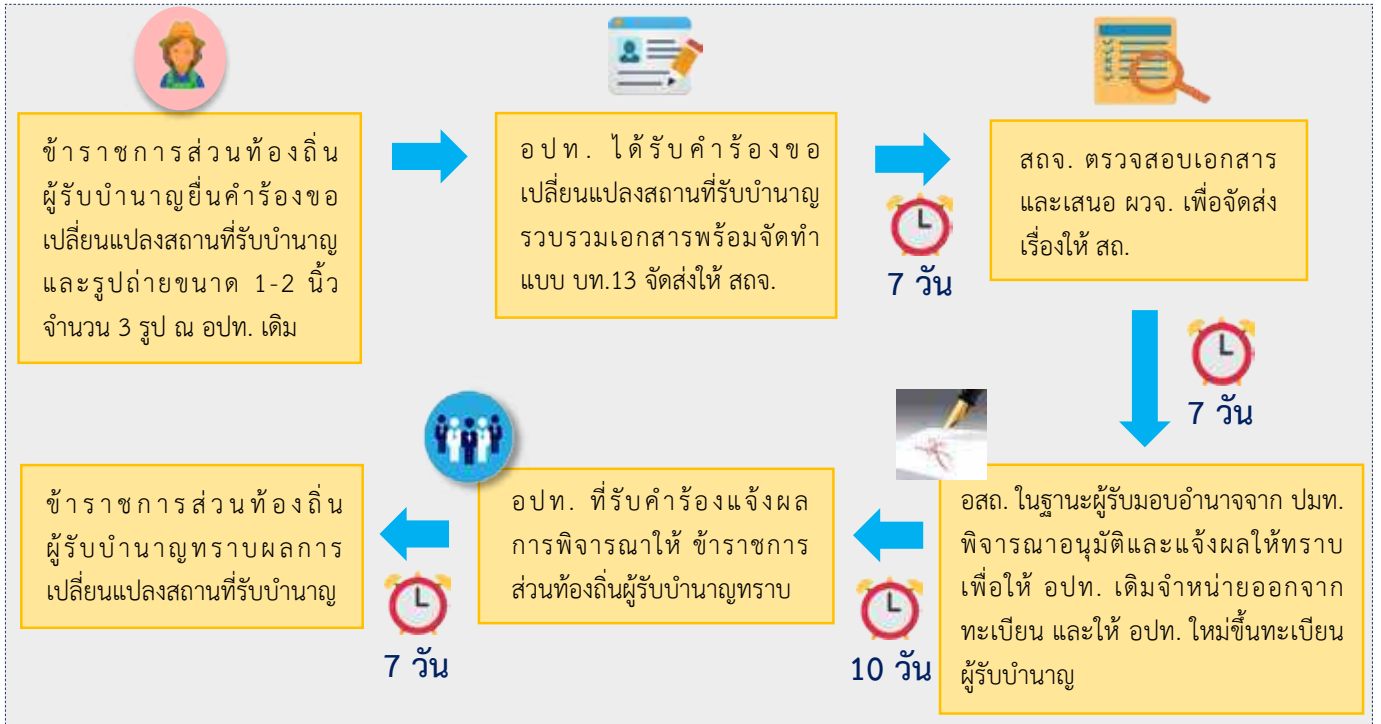 ข้าราชการส่วนท้องถิ่น
ผู้รับบำนาญยื่นคำร้องขอ
เปลี่ยนแปลงสถานที่รับบำนาญ
และรูปถ่ายขนาด 1-2 นิ้ว
จำนวน 3 รูป ณ อปท. เดิม
อปท. ได้รับคำร้องขอ
เปลี่ยนแปลงสถานที่รับบำนาญ
รวบรวมเอกสารพร้อมจัดทำ
แบบ บท.13 จัดส่งให้ สถจ.
7 วัน
สถจ. ตรวจสอบเอกสาร
และเสนอ ผวจ. เพื่อจัดส่ง
เรื่องให้ สถ.
7 วัน
อสถ. ในฐานะผู้รับมอบอำนาจจาก ปมท.
พิจารณาอนุมัติและแจ้งผลให้ทราบ
เพื่อให้ อปท. เดิมจำหน่ายออกจาก
ทะเบียน และให้ อปท. ใหม่ขึ้นทะเบียน
ผู้รับบำนาญ
10 วัน
อปท. ที่รับคำร้องแจ้งผล
การพิจารณาให้ ข้าราชการ
ส่วนท้องถิ่นผู้รับบำนาญทราบ
7 วัน
ข้าราชการส่วนท้องถิ่น
ผู้รับบำนาญทราบผลการ
เปลี่ยนแปลงสถานที่รับบำนาญ